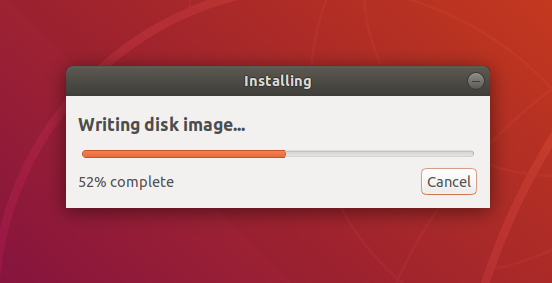 Installing
Writing disk image...
52% complete
Cancel